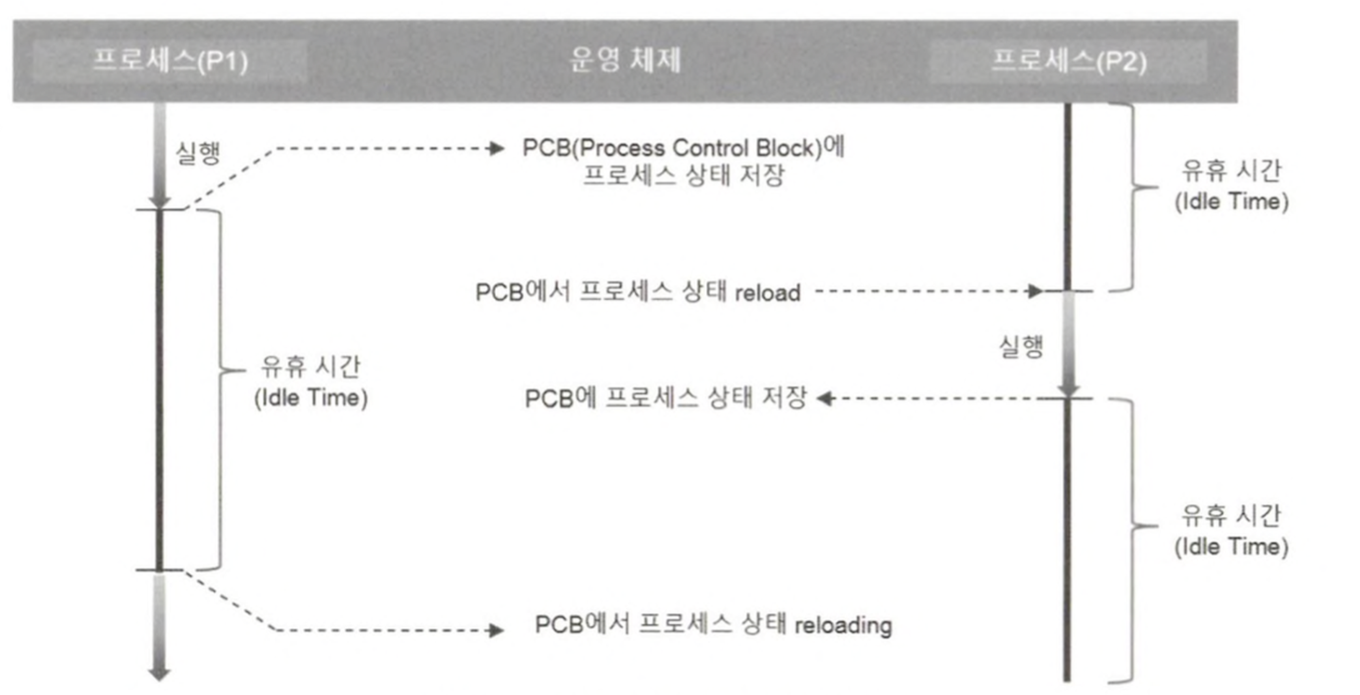 프로세스(P1)
운영 체제
프로세스(P2)
실행
PCB(Process Control Block)에
프로세스 상태 저장
유휴 시간
(Idle Time)
PCB에서 프로세스 상태 reload
실행
유휴 시간
(Idle Time)
PCB에 프로세스 상태 저장
유휴 시간
(Idle Time)
PCB에서 프로세스 상태 reloading